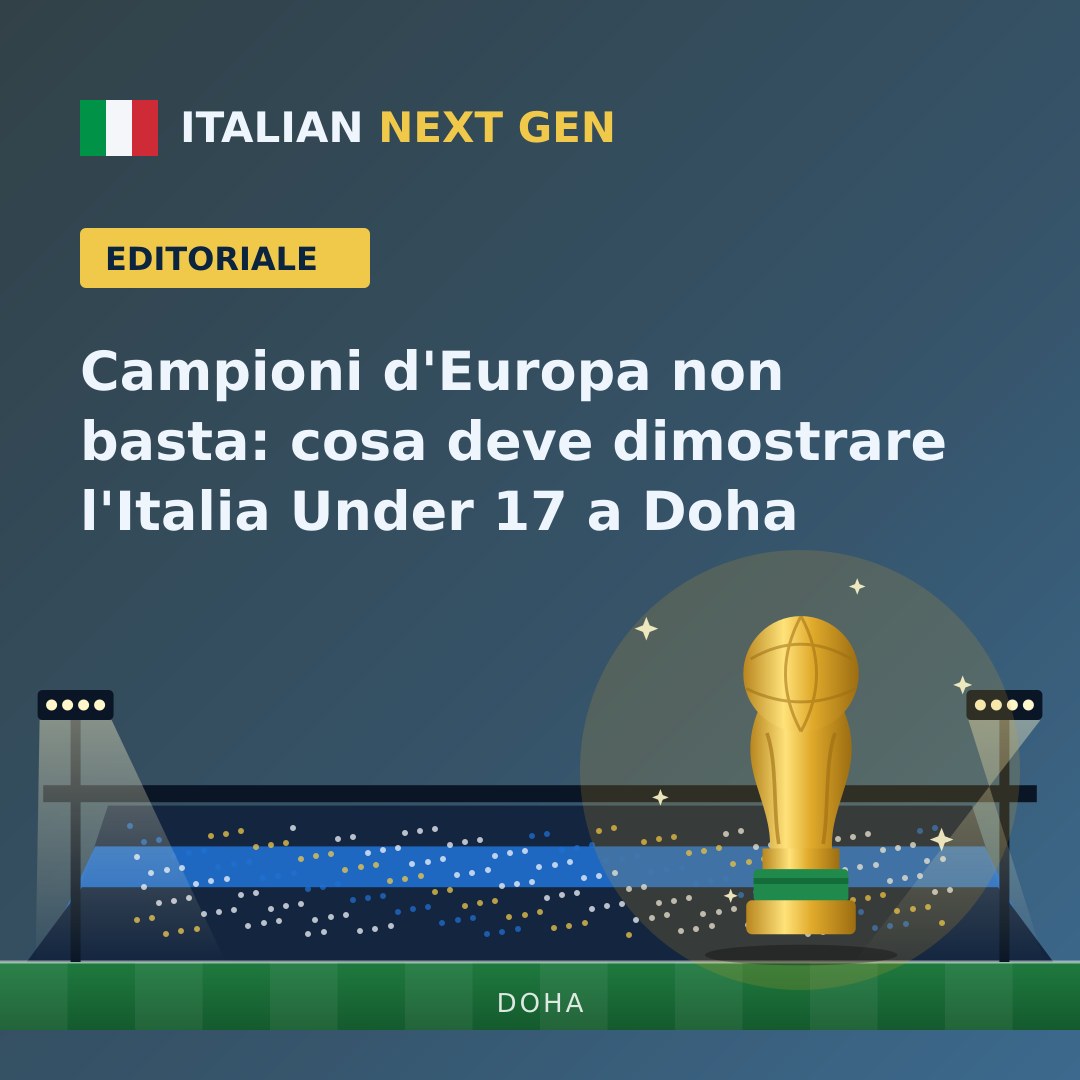 ITALIAN NEXT GEN
EDITORIALE
Campioni d'Europa non
basta: cosa deve dimostrare
l'Italia Under 17 a Doha
DOHA